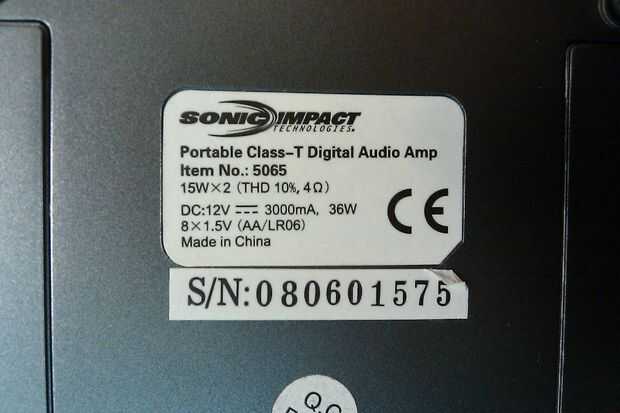 SONIC IMPACT
TECHNOLOGIES.
Portable Class-T Digital Audio Amp
Item No.: 5065
15W×2 (THD 10%, 4Ω)
DC:12V ⎓ 3000mA, 36W
8×1.5V (AA/LR06)
Made in China
CE
S/N:080601575
Q.C